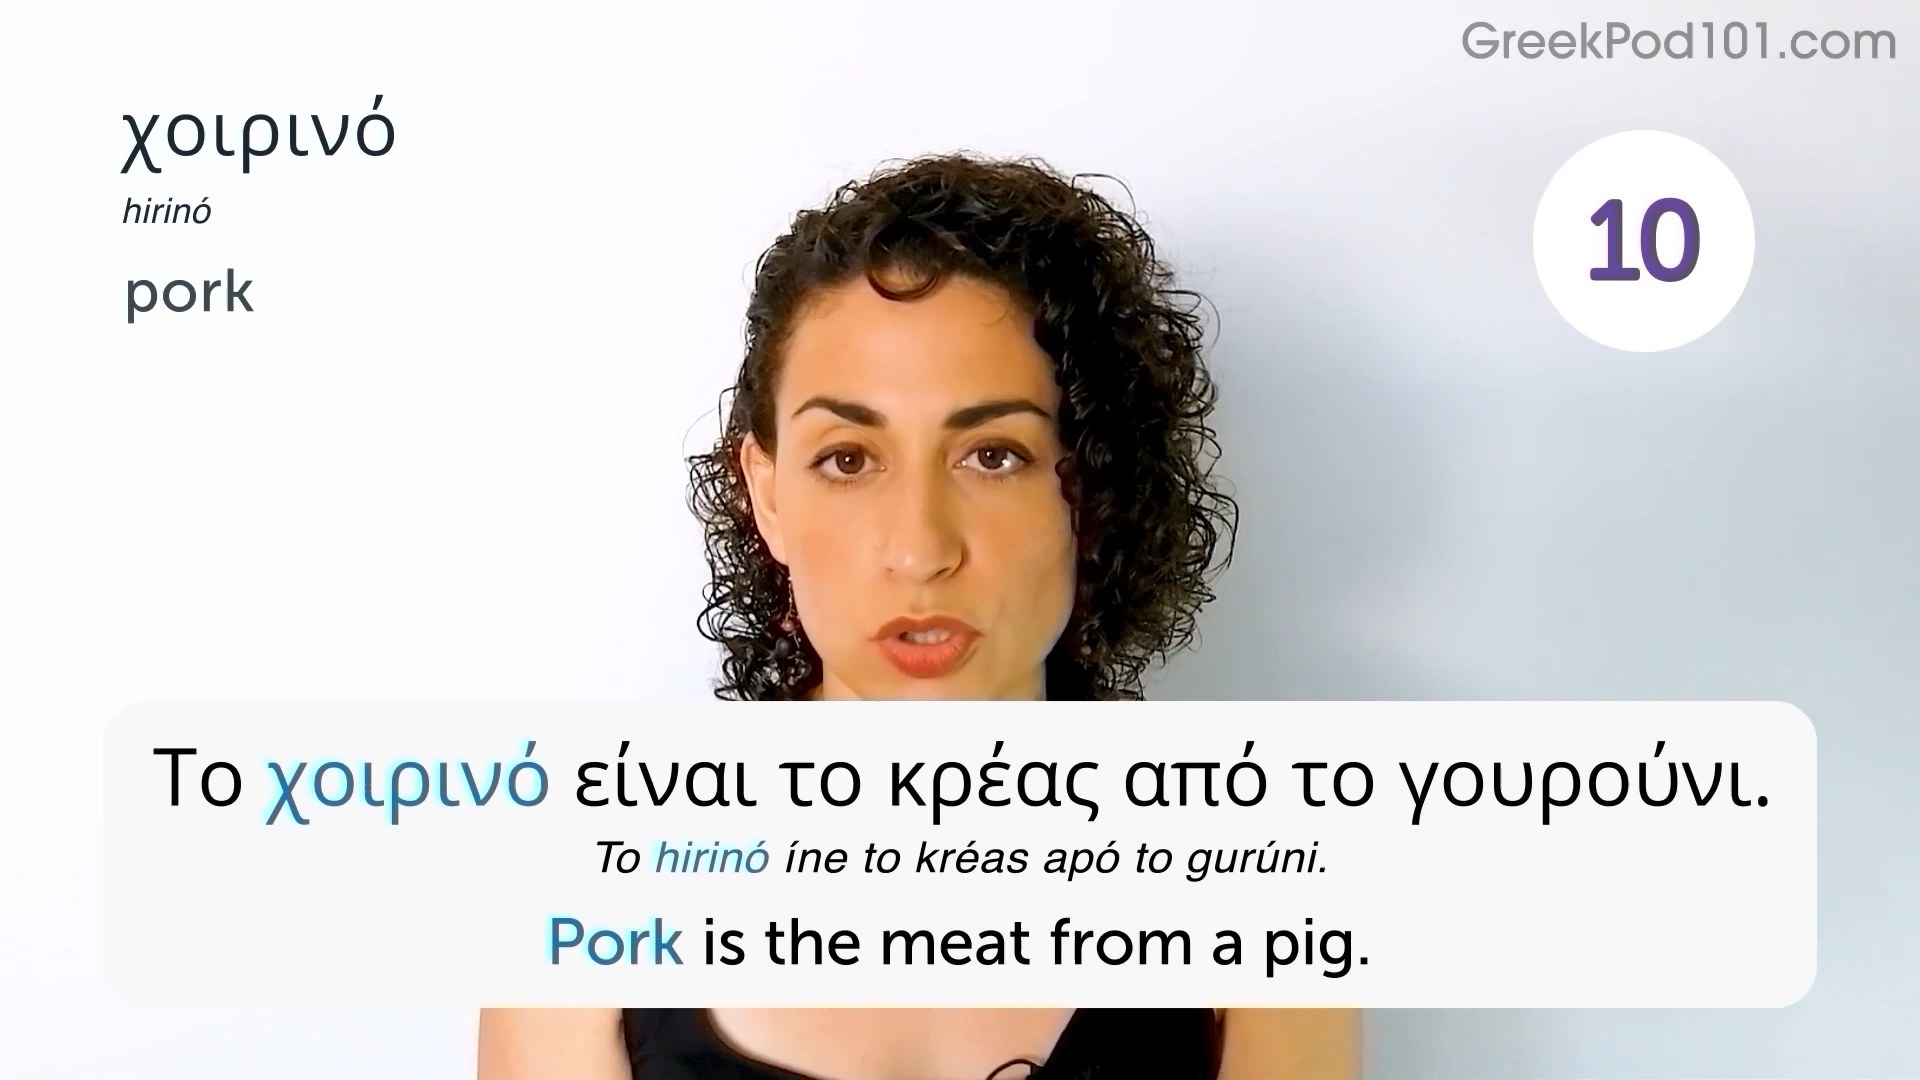 GreekPod101.com
χοιρινό
hirinó
pork
10
Το χοιρινό είναι το κρέας από το γουρούνι.
To hirinó íne to kréas apó to gurúni.
Pork is the meat from a pig.